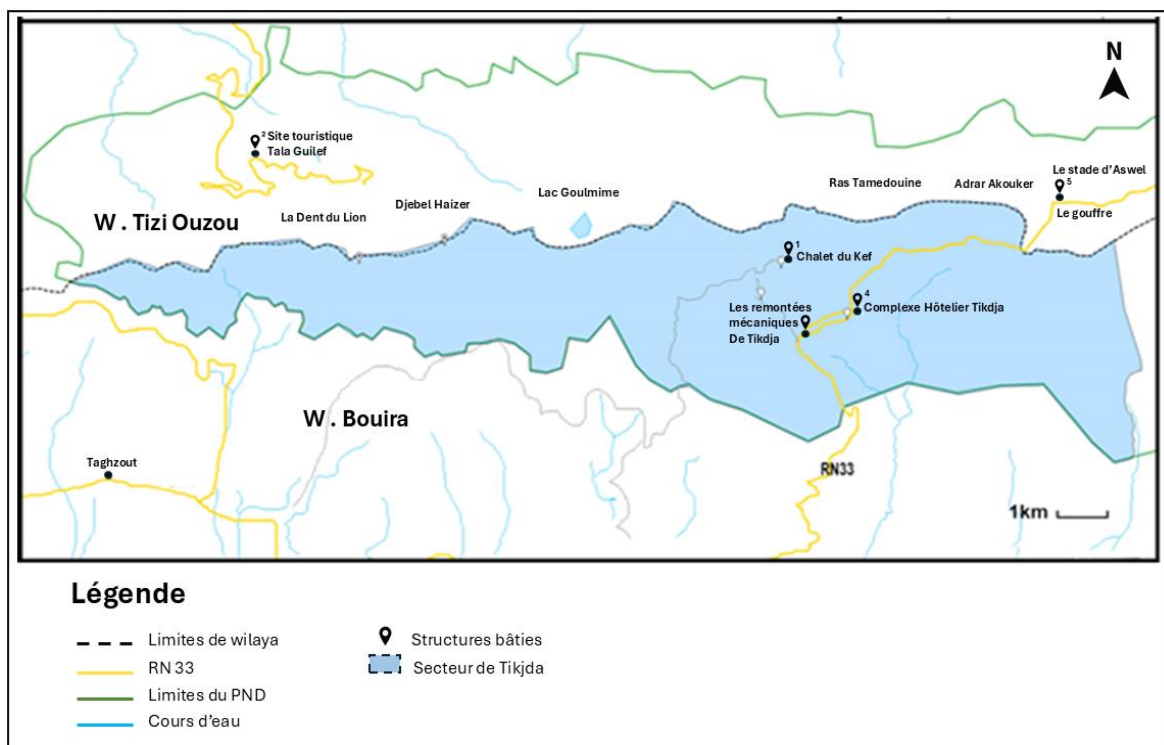 N
² Site touristique
Tala Guilef
Le stade d’Aswel
5
Ras Tamedouine
Adrar Akouker
Lac Goulmime
Djebel Haizer
La Dent du Lion
Le gouffre
W . Tizi Ouzou
1
Chalet du Kef
4
Complexe Hôtelier Tikdja
Les remontées
mécaniques
De Tikdja
W . Bouira
Taghzout
RN33
1km
Légende
Limites de wilaya
RN 33
Limites du PND
Cours d’eau
Structures bâties
Secteur de Tikjda